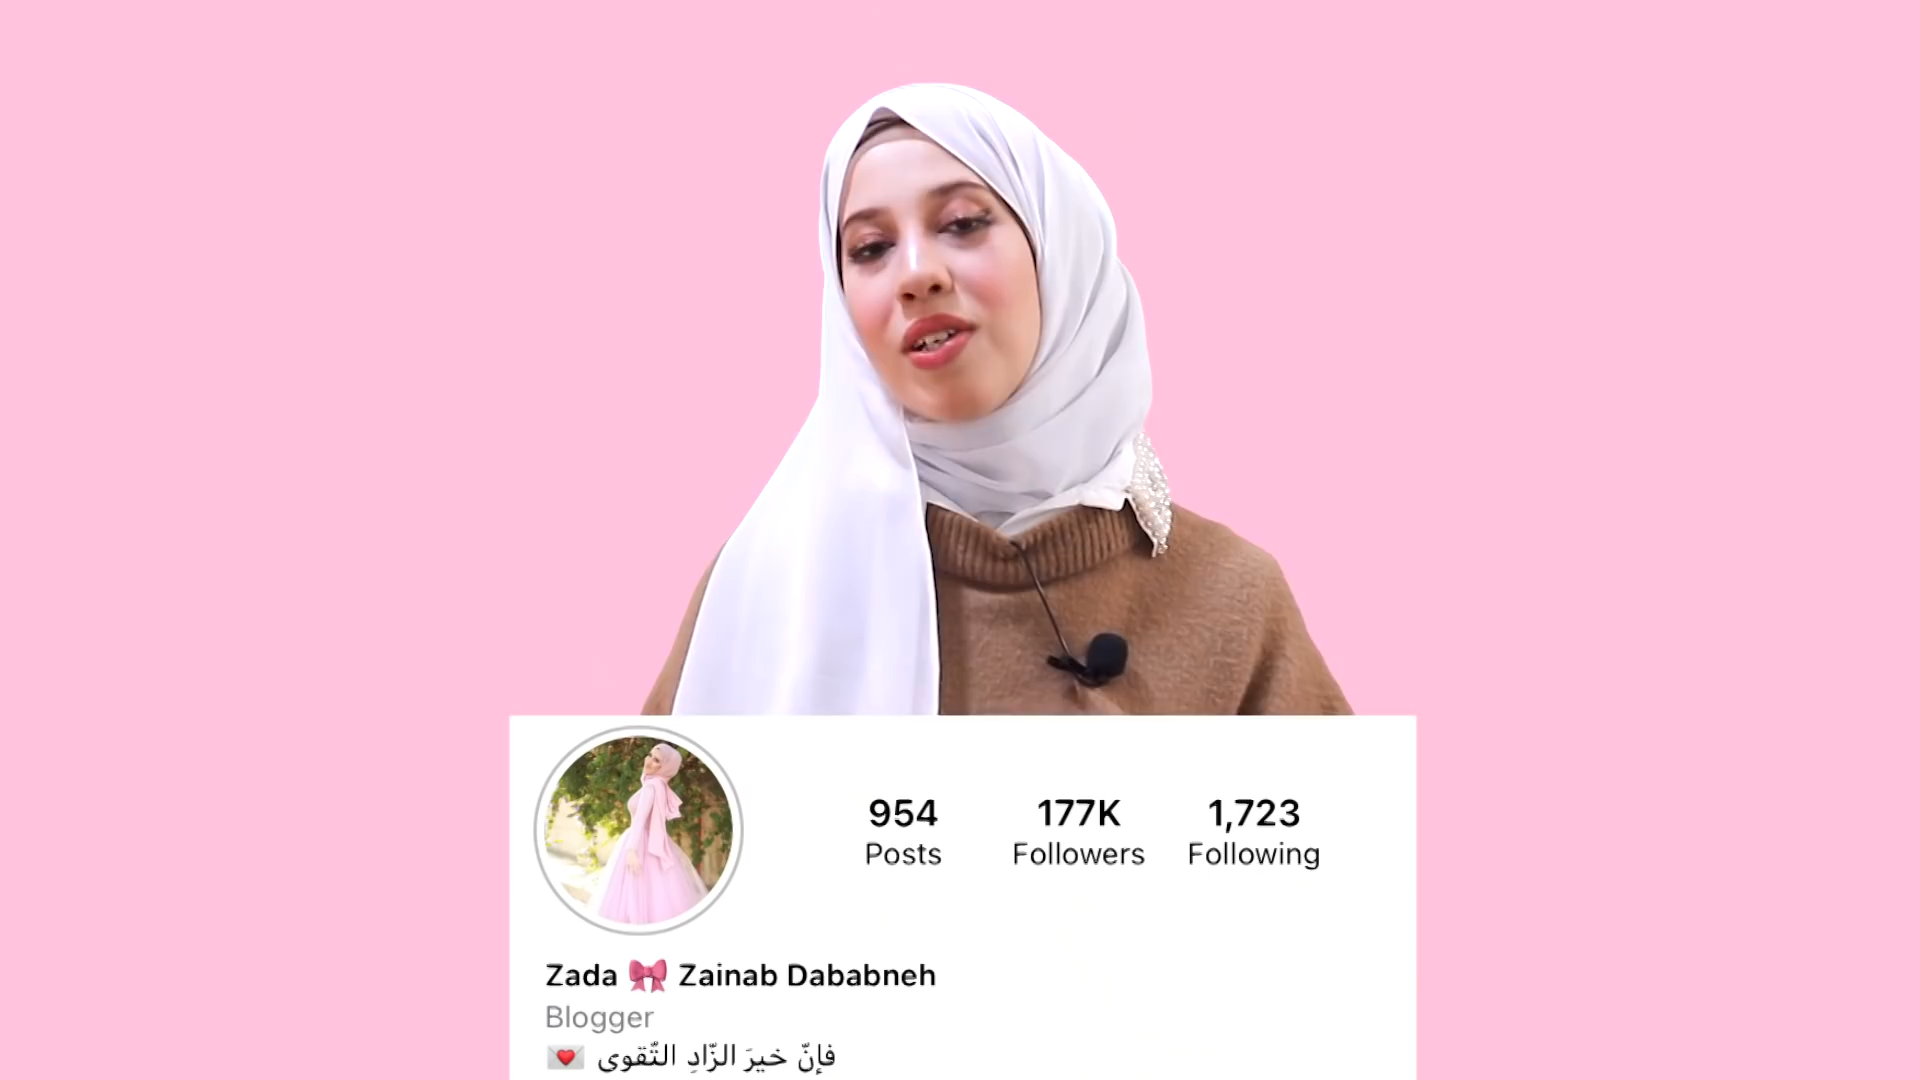 954 177K 1,723
Posts Followers Following
Zada 🎀 Zainab Dababneh
Blogger
فإنّ خيرَ الزّادِ التّقوى 💌